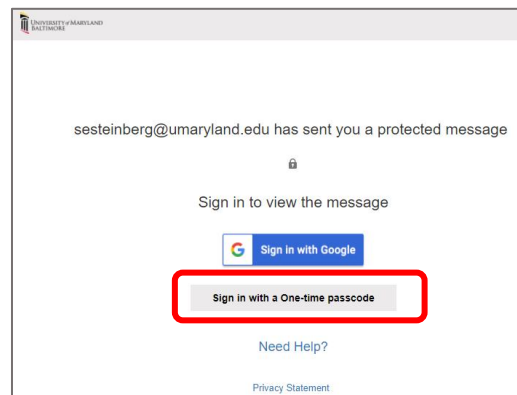 UNIVERSITY of MARYLAND
BALTIMORE
sesteinberg@umaryland.edu has sent you a protected message
Sign in to view the message
G Sign in with Google
Sign in with a One-time passcode
Need Help?
Privacy Statement